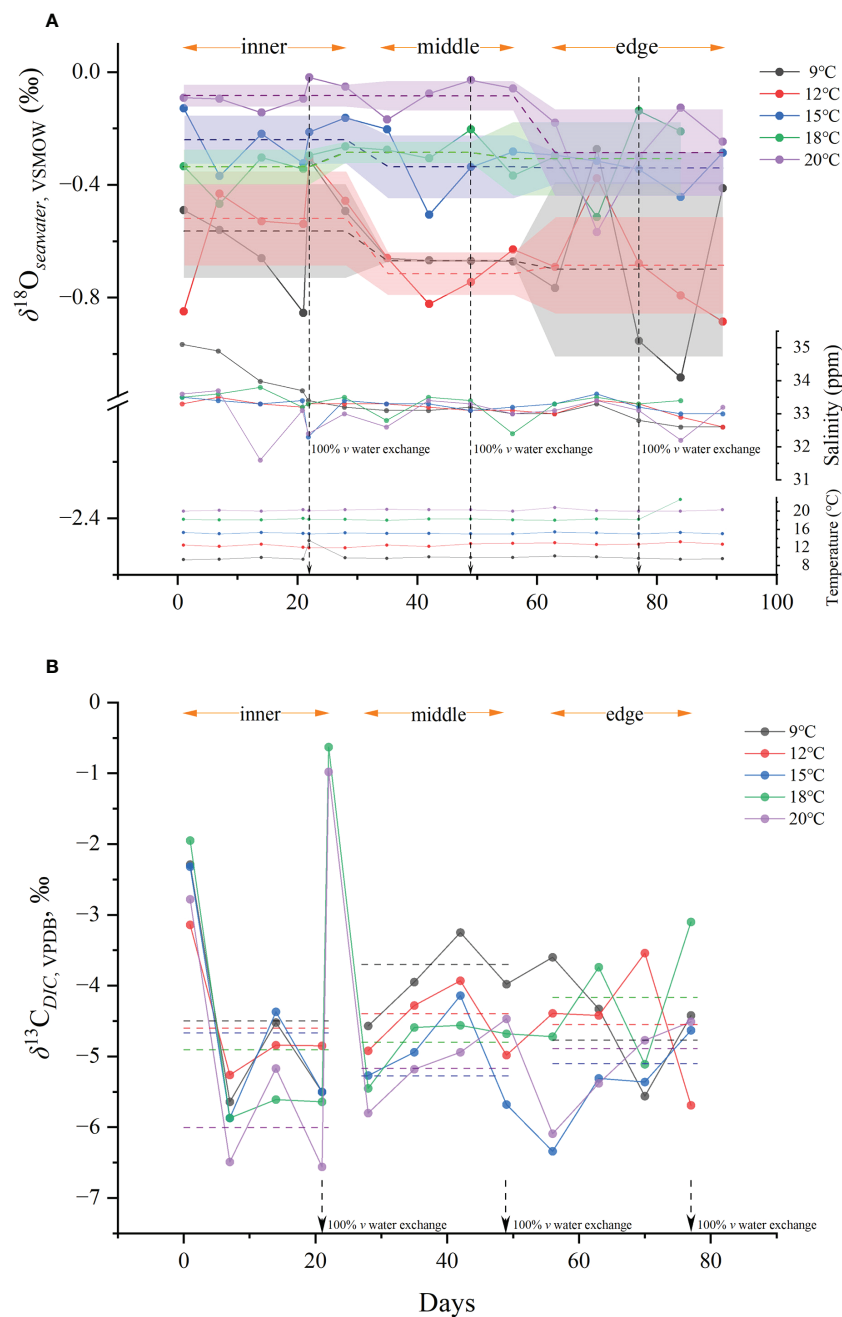 A
inner middle edge
9℃
12℃
15℃
18℃
20℃
δ¹⁸O seawater, VSMOW (‰)
0.0
−0.4
−0.8
−2.4
35
34
33
32
31
Salinity (ppm)
100% v water exchange 100% v water exchange 100% v water exchange
20
16
12
8
Temperature (℃)
0 20 40 60 80 100
B
inner middle edge
9℃
12℃
15℃
18℃
20℃
δ¹³C DIC, VPDB, ‰
0
−1
−2
−3
−4
−5
−6
−7
100% v water exchange 100% v water exchange 100% v water exchange
0 20 40 60 80
Days